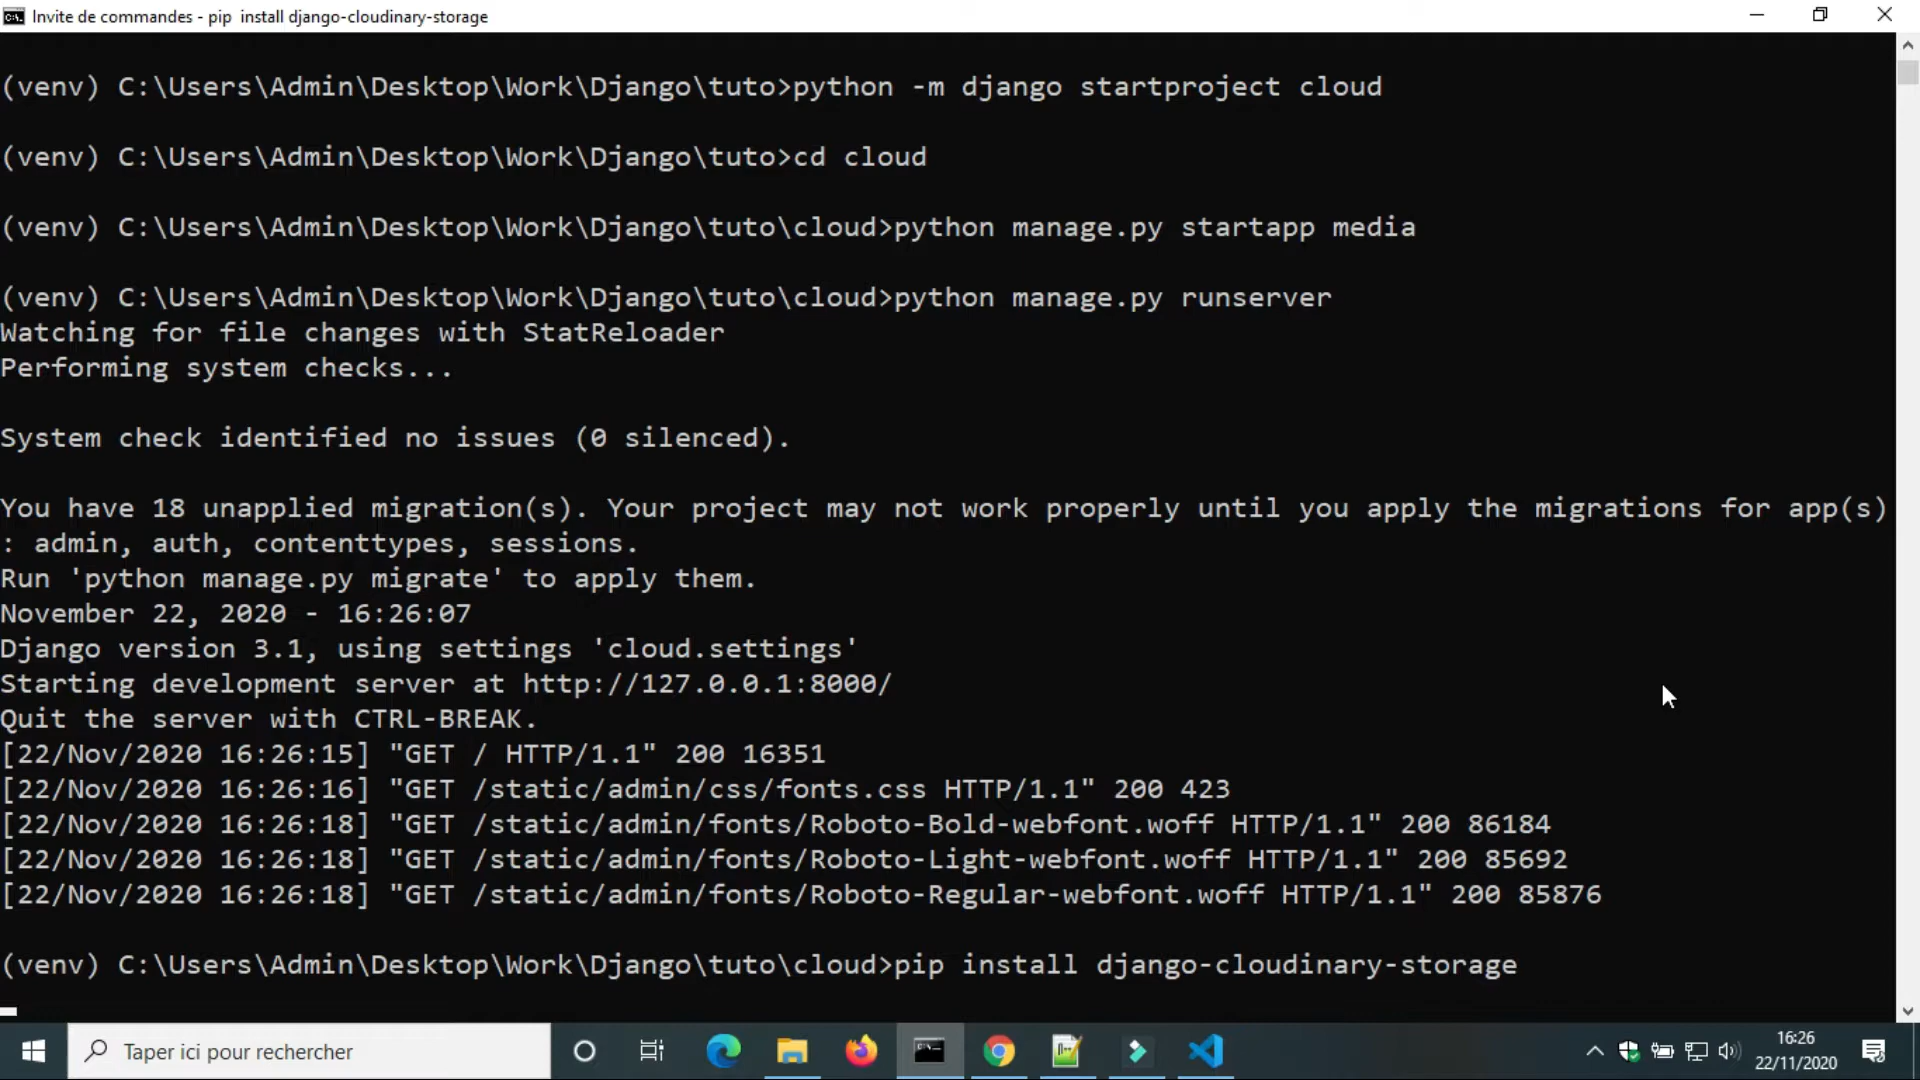 Invite de commandes - pip  install django-cloudinary-storage
(venv) C:\Users\Admin\Desktop\Work\Django\tuto>python -m django startproject cloud
(venv) C:\Users\Admin\Desktop\Work\Django\tuto>cd cloud
(venv) C:\Users\Admin\Desktop\Work\Django\tuto\cloud>python manage.py startapp media
(venv) C:\Users\Admin\Desktop\Work\Django\tuto\cloud>python manage.py runserver
Watching for file changes with StatReloader
Performing system checks...
System check identified no issues (0 silenced).
You have 18 unapplied migration(s). Your project may not work properly until you apply the migrations for app(s)
: admin, auth, contenttypes, sessions.
Run 'python manage.py migrate' to apply them.
November 22, 2020 - 16:26:07
Django version 3.1, using settings 'cloud.settings'
Starting development server at http://127.0.0.1:8000/
Quit the server with CTRL-BREAK.
[22/Nov/2020 16:26:15] "GET / HTTP/1.1" 200 16351
[22/Nov/2020 16:26:16] "GET /static/admin/css/fonts.css HTTP/1.1" 200 423
[22/Nov/2020 16:26:18] "GET /static/admin/fonts/Roboto-Bold-webfont.woff HTTP/1.1" 200 86184
[22/Nov/2020 16:26:18] "GET /static/admin/fonts/Roboto-Light-webfont.woff HTTP/1.1" 200 85692
[22/Nov/2020 16:26:18] "GET /static/admin/fonts/Roboto-Regular-webfont.woff HTTP/1.1" 200 85876
(venv) C:\Users\Admin\Desktop\Work\Django\tuto\cloud>pip install django-cloudinary-storage
Taper ici pour rechercher
16:26
22/11/2020